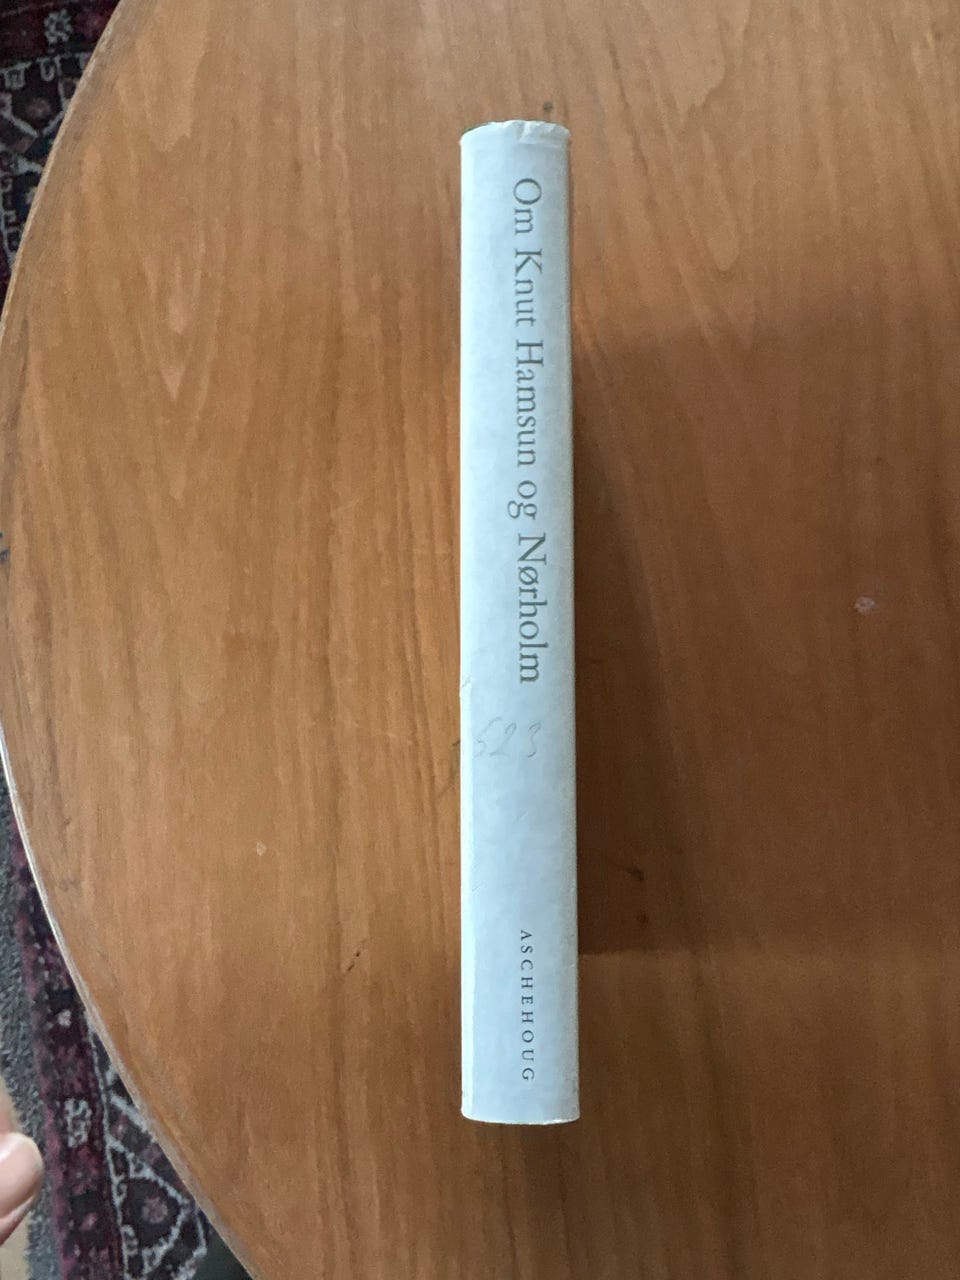 Om Knut Hamsun og Nørholm
523
ASCHEHOUG